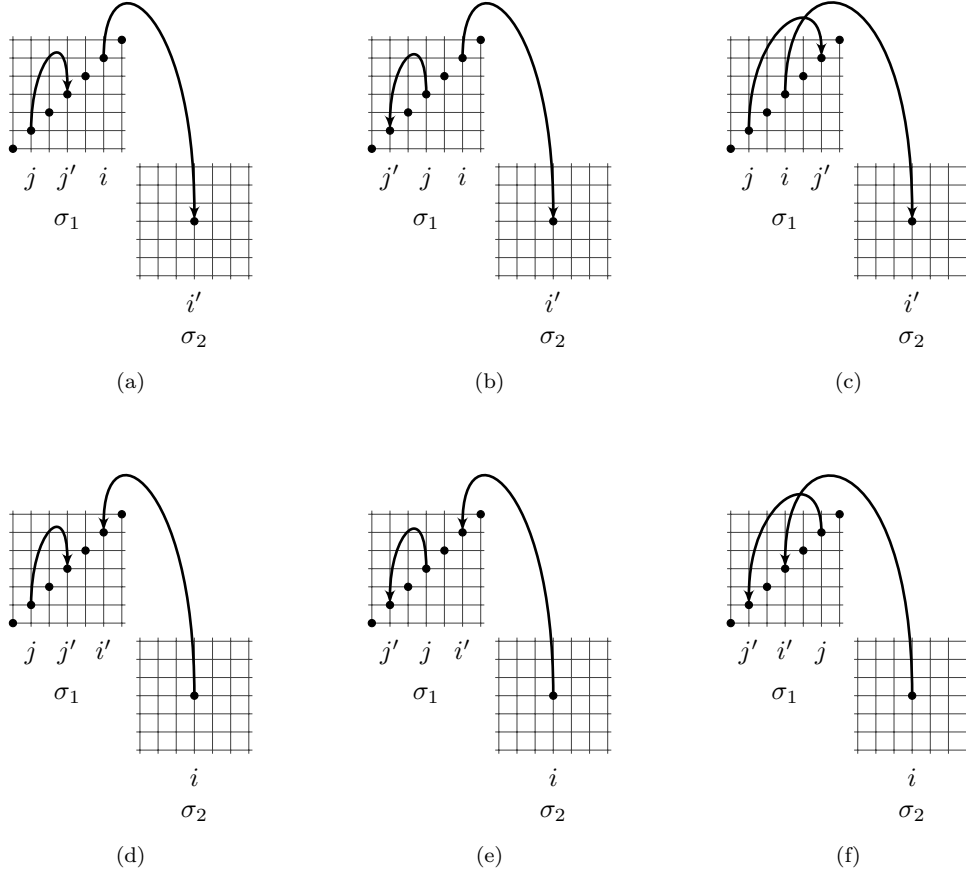 j j′ i
σ₁
i′
σ₂
(a)
j′ j i
σ₁
i′
σ₂
(b)
j i j′
σ₁
i′
σ₂
(c)
j j′ i′
σ₁
i
σ₂
(d)
j′ j i′
σ₁
i
σ₂
(e)
j′ i′ j
σ₁
i
σ₂
(f)